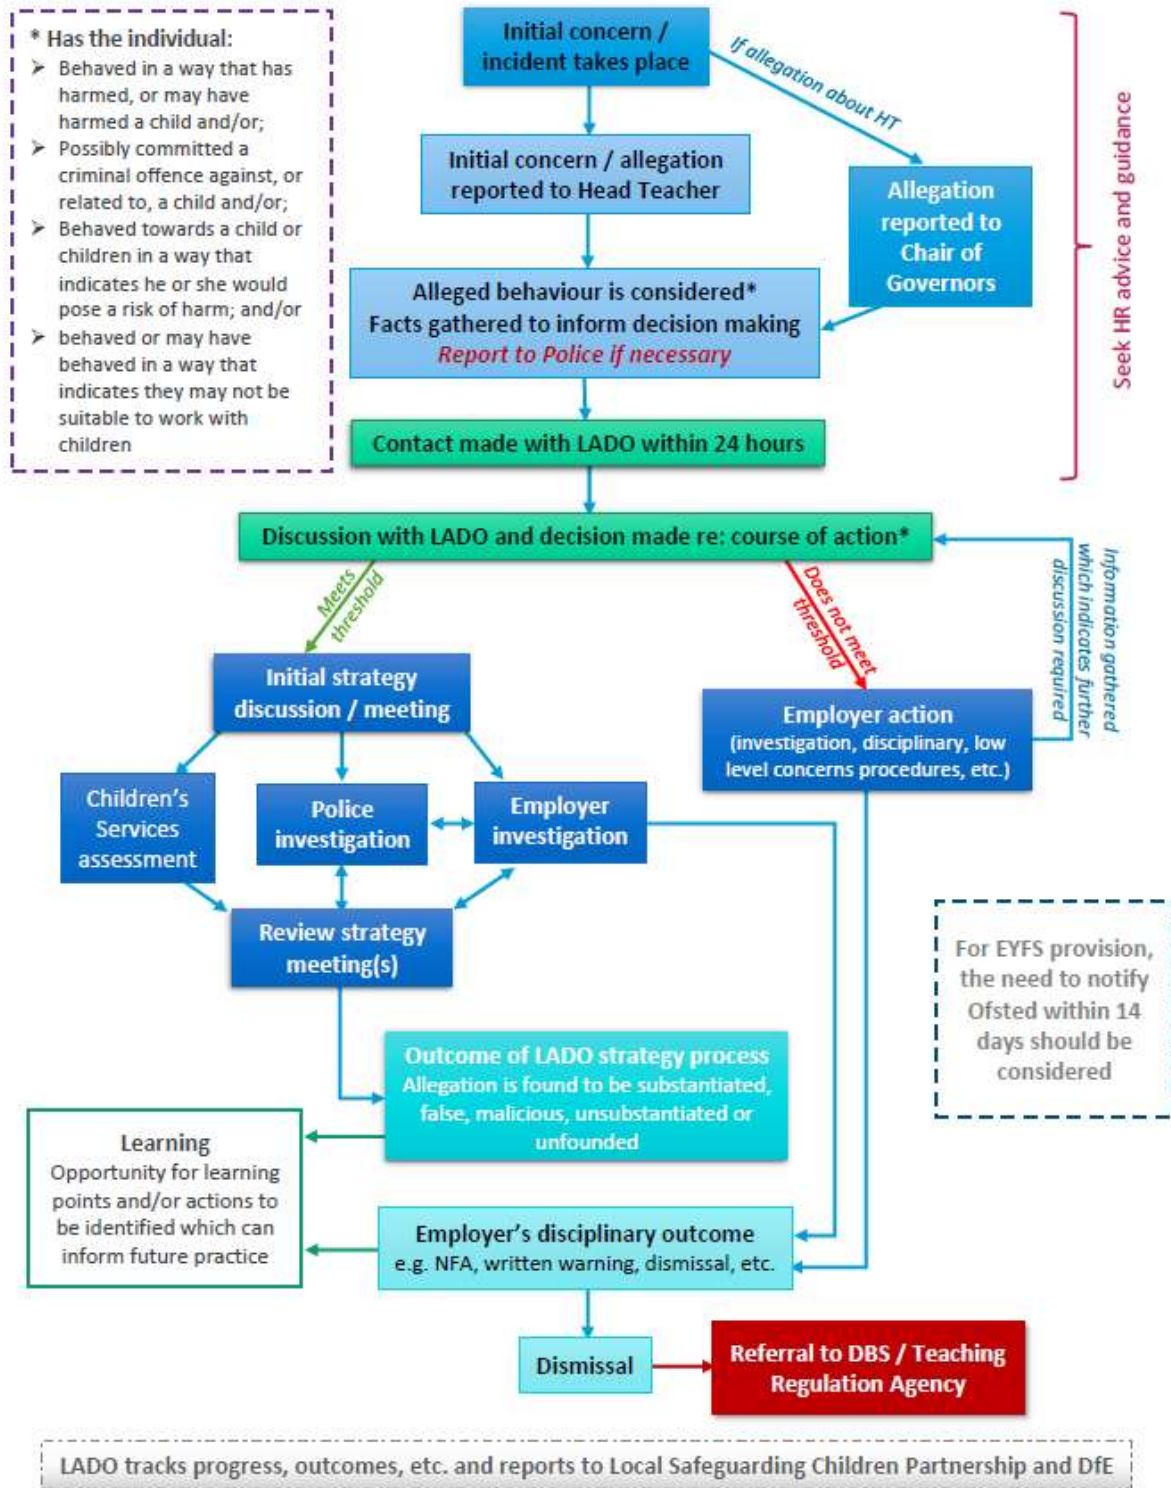 * Has the individual:
➤ Behaved in a way that has
harmed, or may have
harmed a child and/or;
➤ Possibly committed a
criminal offence against, or
related to, a child and/or;
➤ Behaved towards a child or
children in a way that
indicates he or she would
pose a risk of harm; and/or
➤ behaved or may have
behaved in a way that
indicates they may not be
suitable to work with
children
Initial concern /
incident takes place
If allegation about HT
Initial concern / allegation
reported to Head Teacher
Allegation
reported to
Chair of
Governors
Seek HR advice and guidance
Alleged behaviour is considered*
Facts gathered to inform decision making
Report to Police if necessary
Contact made with LADO within 24 hours
Discussion with LADO and decision made re: course of action*
Meets
threshold
Does not meet
threshold
Information gathered
which indicates further
discussion required
Initial strategy
discussion / meeting
Employer action
(investigation, disciplinary, low
level concerns procedures, etc.)
Children's
Services
assessment
Police
investigation
Employer
investigation
Review strategy
meeting(s)
For EYFS provision,
the need to notify
Ofsted within 14
days should be
considered
Outcome of LADO strategy process
Allegation is found to be substantiated,
false, malicious, unsubstantiated or
unfounded
Learning
Opportunity for learning
points and/or actions to
be identified which can
inform future practice
Employer's disciplinary outcome
e.g. NFA, written warning, dismissal, etc.
Dismissal
Referral to DBS / Teaching
Regulation Agency
LADO tracks progress, outcomes, etc. and reports to Local Safeguarding Children Partnership and DfE